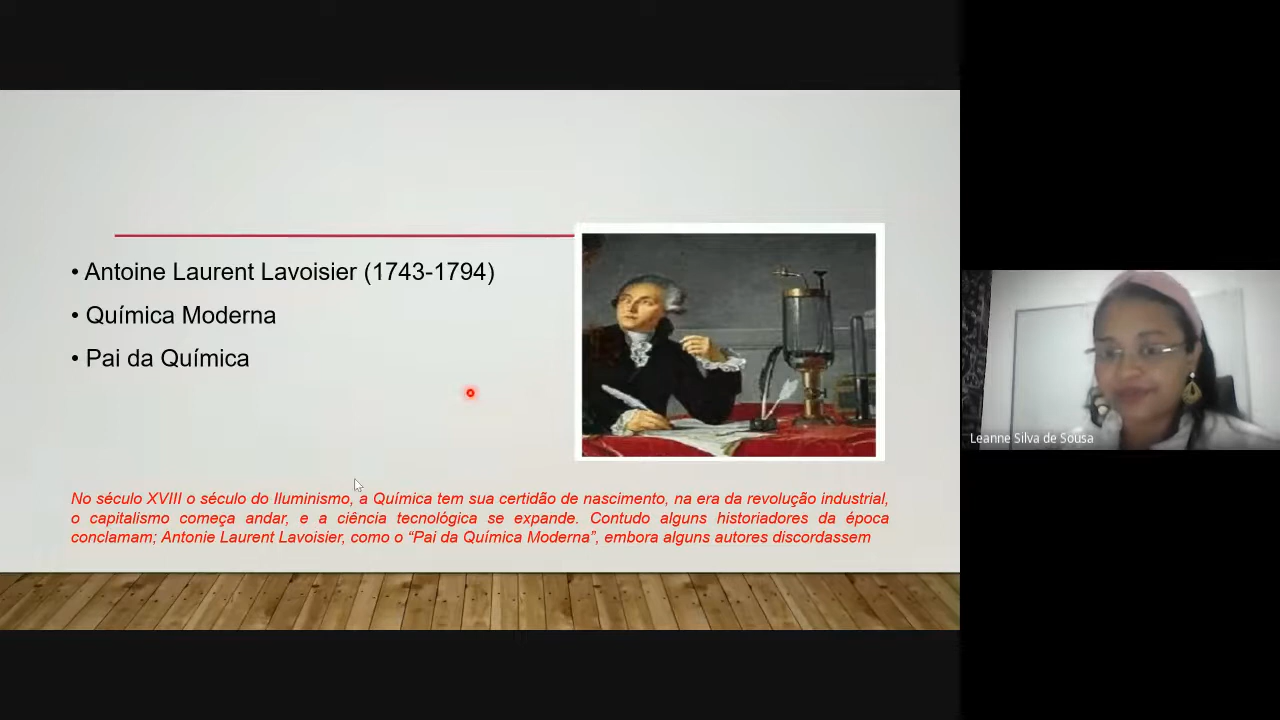 • Antoine Laurent Lavoisier (1743-1794)
• Química Moderna
• Pai da Química
No século XVIII o século do Iluminismo, a Química tem sua certidão de nascimento, na era da revolução industrial,
o capitalismo começa andar, e a ciência tecnológica se expande. Contudo alguns historiadores da época
conclamam; Antonie Laurent Lavoisier, como o “Pai da Química Moderna”, embora alguns autores discordassem
Leanne Silva de Sousa